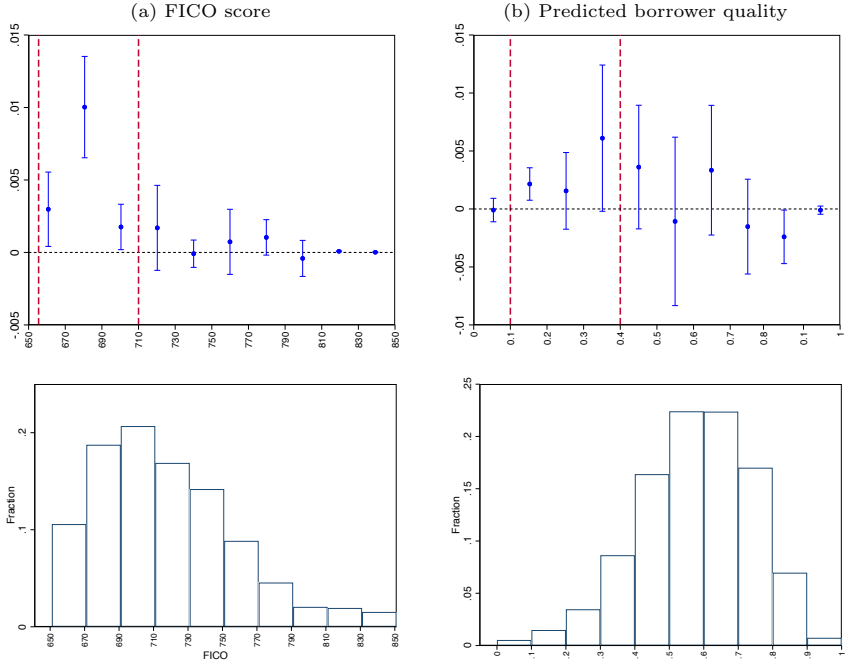 (a) FICO score
.015
.01
.005
0
-.005
650 670 690 710 730 750 770 790 810 830 850
(b) Predicted borrower quality
.015
.01
.005
0
-.005
-.01
0 0.1 0.2 0.3 0.4 0.5 0.6 0.7 0.8 0.1 1
Fraction
.2
.1
0
650 670 690 710 730 750 770 790 810 830 850
FICO
Fraction
.25
.2
.15
.1
.05
0
0 .1 .2 .3 .4 .5 .6 .7 .8 .9 1